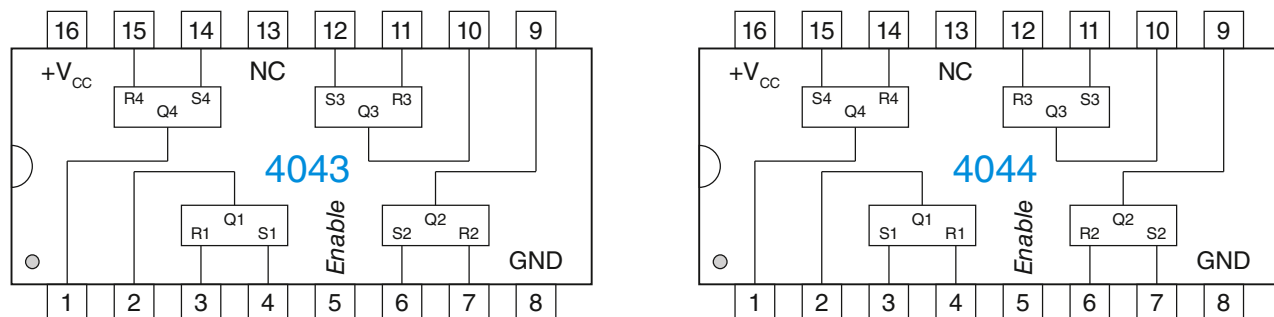 16 15 14 13 12 11 10 9
+VCC NC
R4 S4 S3 R3
Q4 Q3
4043
Q1 Q2
R1 S1 S2 R2
Enable
GND
1 2 3 4 5 6 7 8
16 15 14 13 12 11 10 9
+VCC NC
S4 R4 R3 S3
Q4 Q3
4044
Q1 Q2
S1 R1 R2 S2
Enable
GND
1 2 3 4 5 6 7 8